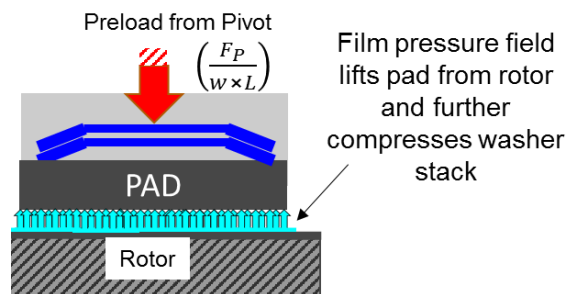 Preload from Pivot
(F_P / w × L)
Film pressure field
lifts pad from rotor
and further
compresses washer
stack
PAD
Rotor